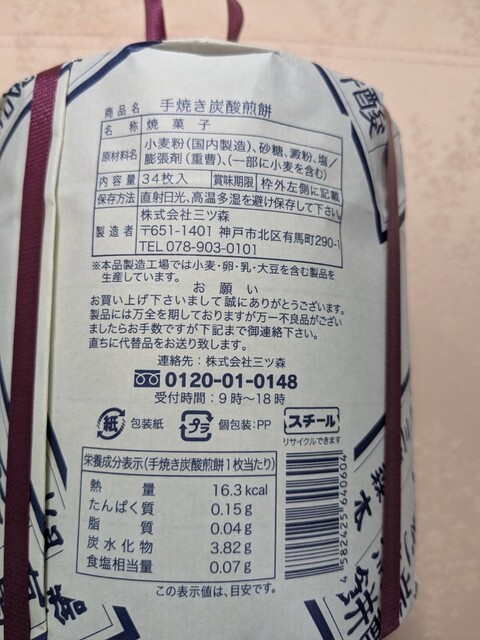 商品名 手焼き炭酸煎餅
名称 焼菓子
原材料名 小麦粉(国内製造)、砂糖、澱粉、塩/
膨張剤(重曹)、(一部に小麦を含む)
内容量 34枚入 賞味期限 枠外左側に記載
保存方法 直射日光、高温多湿を避け保存して下さい。
製造者 株式会社三ツ森
〒651-1401 神戸市北区有馬町290-1
TEL 078-903-0101
※本品製造工場では小麦・卵・乳・大豆を含む製品を
生産しています。
お願い
お買い上げ下さいまして誠にありがとうございます。
製品には万全を期しておりますが万一不良品がござい
ましたらお手数ですが下記まで御連絡下さい。
直ちに代替品をお送り致します。
連絡先:株式会社三ツ森
0120-01-0148
受付時間:9時〜18時
紙 包装紙 プラ 個包装:PP スチール
リサイクルできます
栄養成分表示(手焼き炭酸煎餅1枚当たり)
熱量 16.3kcal
たんぱく質 0.15g
脂質 0.04g
炭水化物 3.82g
食塩相当量 0.07g
この表示値は、目安です。
4 582425 640604